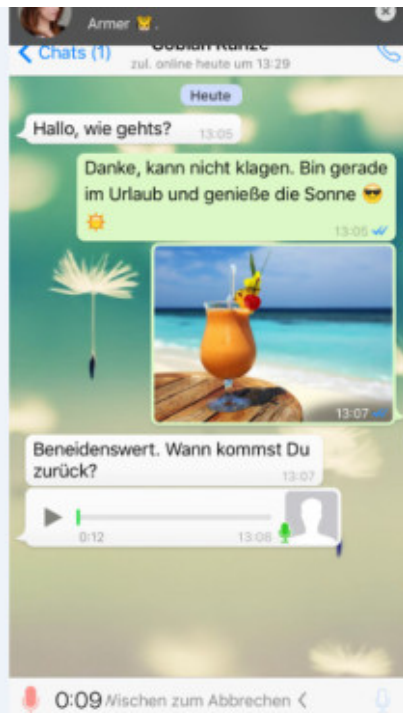 Armer 🐹.
Chats (1)
Kunze
zul. online heute um 13:29
Heute
Hallo, wie gehts? 13:05
Danke, kann nicht klagen. Bin gerade
im Urlaub und genieße die Sonne 😎
☀️
13:05
13:07
Beneidenswert. Wann kommst Du
zurück? 13:07
0:12 13:08
0:09 Wischen zum Abbrechen <